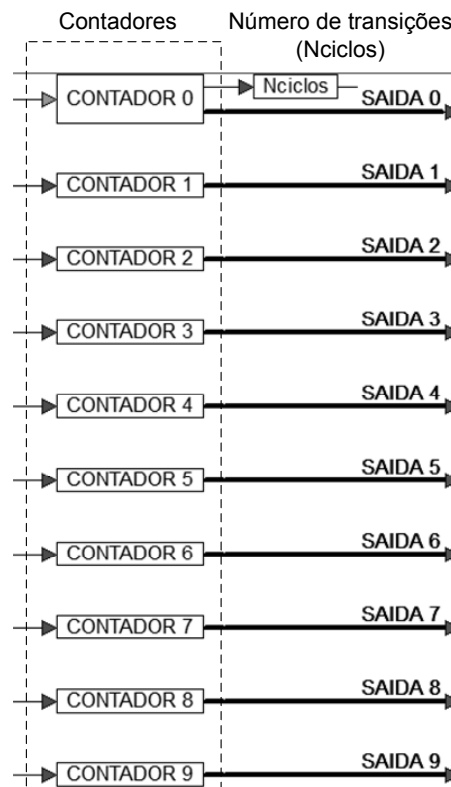 Contadores
Número de transições
(Nciclos)
Nciclos
CONTADOR 0
SAIDA 0
CONTADOR 1
SAIDA 1
CONTADOR 2
SAIDA 2
CONTADOR 3
SAIDA 3
CONTADOR 4
SAIDA 4
CONTADOR 5
SAIDA 5
CONTADOR 6
SAIDA 6
CONTADOR 7
SAIDA 7
CONTADOR 8
SAIDA 8
CONTADOR 9
SAIDA 9